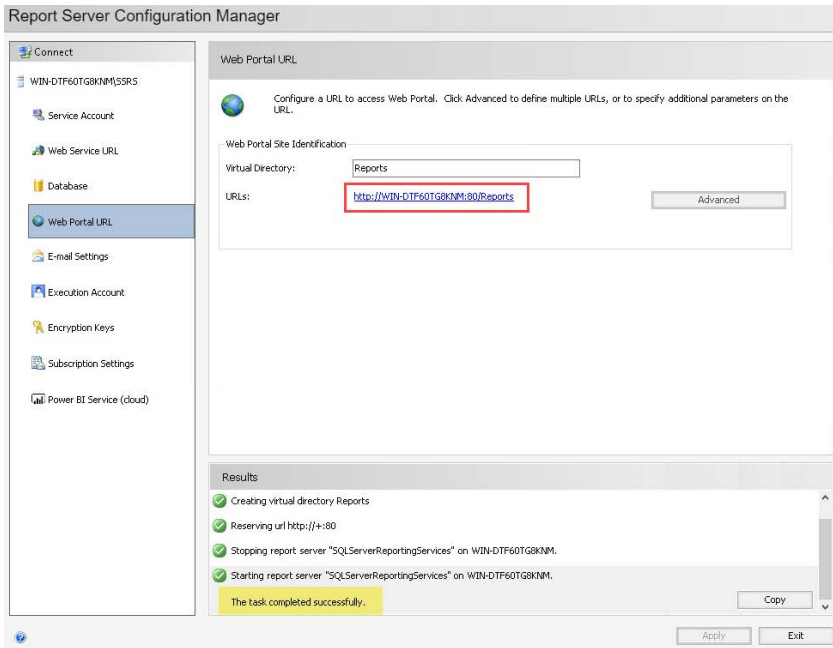 Report Server Configuration Manager
Connect
WIN-DTF60TG8KNM\SSRS
Service Account
Web Service URL
Database
Web Portal URL
E-mail Settings
Execution Account
Encryption Keys
Subscription Settings
Power BI Service (cloud)
Web Portal URL
Configure a URL to access Web Portal. Click Advanced to define multiple URLs, or to specify additional parameters on the
URL.
Web Portal Site Identification
Virtual Directory: Reports
URLs: http://WIN-DTF60TG8KNM:80/Reports Advanced
Results
Creating virtual directory Reports
Reserving url http://+:80
Stopping report server "SQLServerReportingServices" on WIN-DTF60TG8KNM.
Starting report server "SQLServerReportingServices" on WIN-DTF60TG8KNM.
The task completed successfully.
Copy
Apply Exit